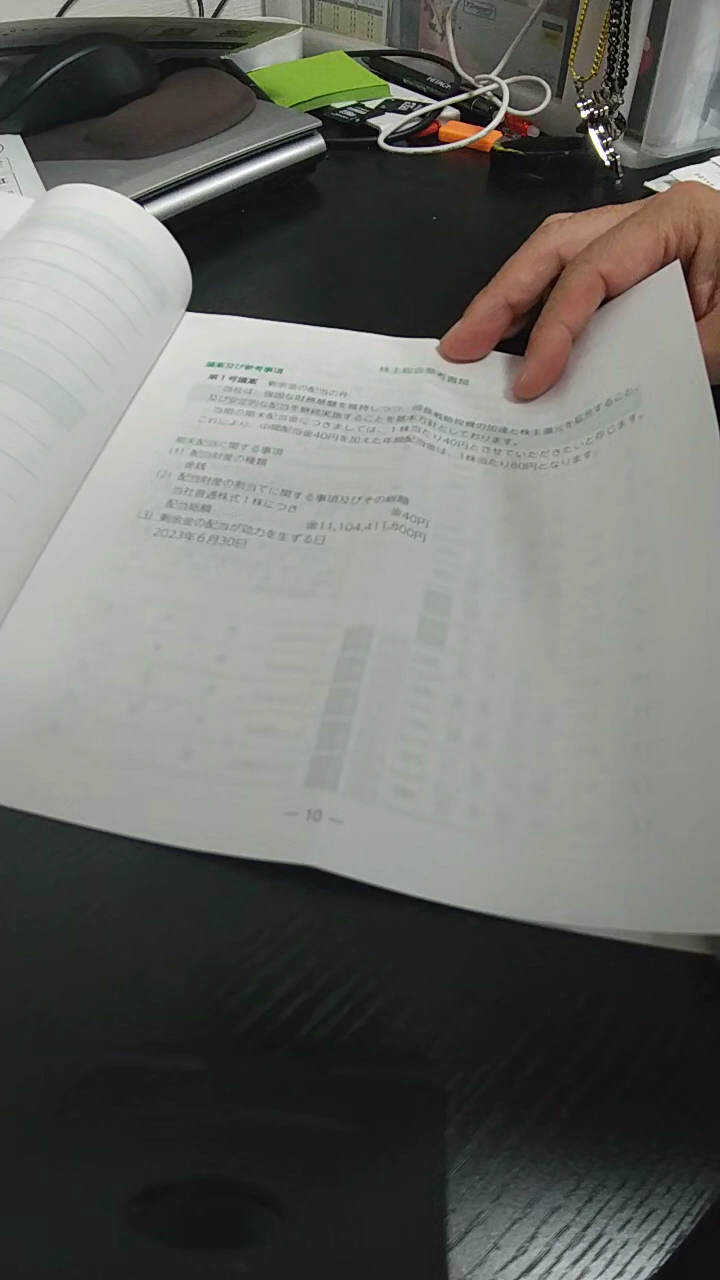 HITACHI
株主総会参考書類
議案及び参考事項
第1号議案 剰余金の配当の件
当社は、強固な財務基盤を維持しつつ、成長戦略投資の加速と株主還元を拡充すること、
及び安定的な配当を継続実施することを基本方針としております。
当期の期末配当金につきましては、1株当たり40円とさせていただきたいと存じます。
これにより、中間配当金40円を加えた年間配当金は、1株当たり80円となります。
期末配当に関する事項
(1) 配当財産の種類
金銭
(2) 配当財産の割当てに関する事項及びその総額
当社普通株式1株につき 金40円
配当総額 金11,104,411,800円
(3) 剰余金の配当が効力を生ずる日
2023年6月30日
— 10 —